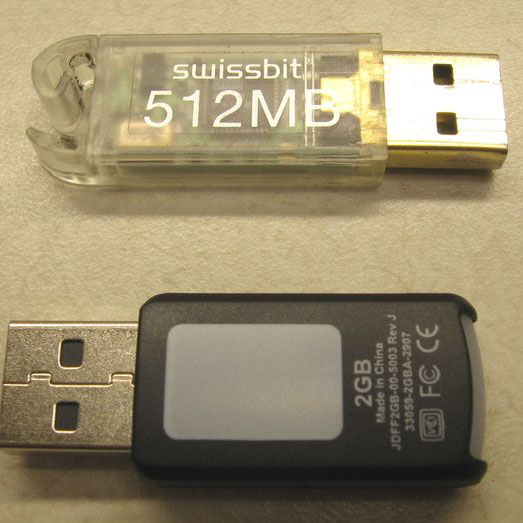 swissbit
512MB
2GB
Made in China
JDFF2GB-00-5003 Rev J
33059-2GBA-2907
FC CE